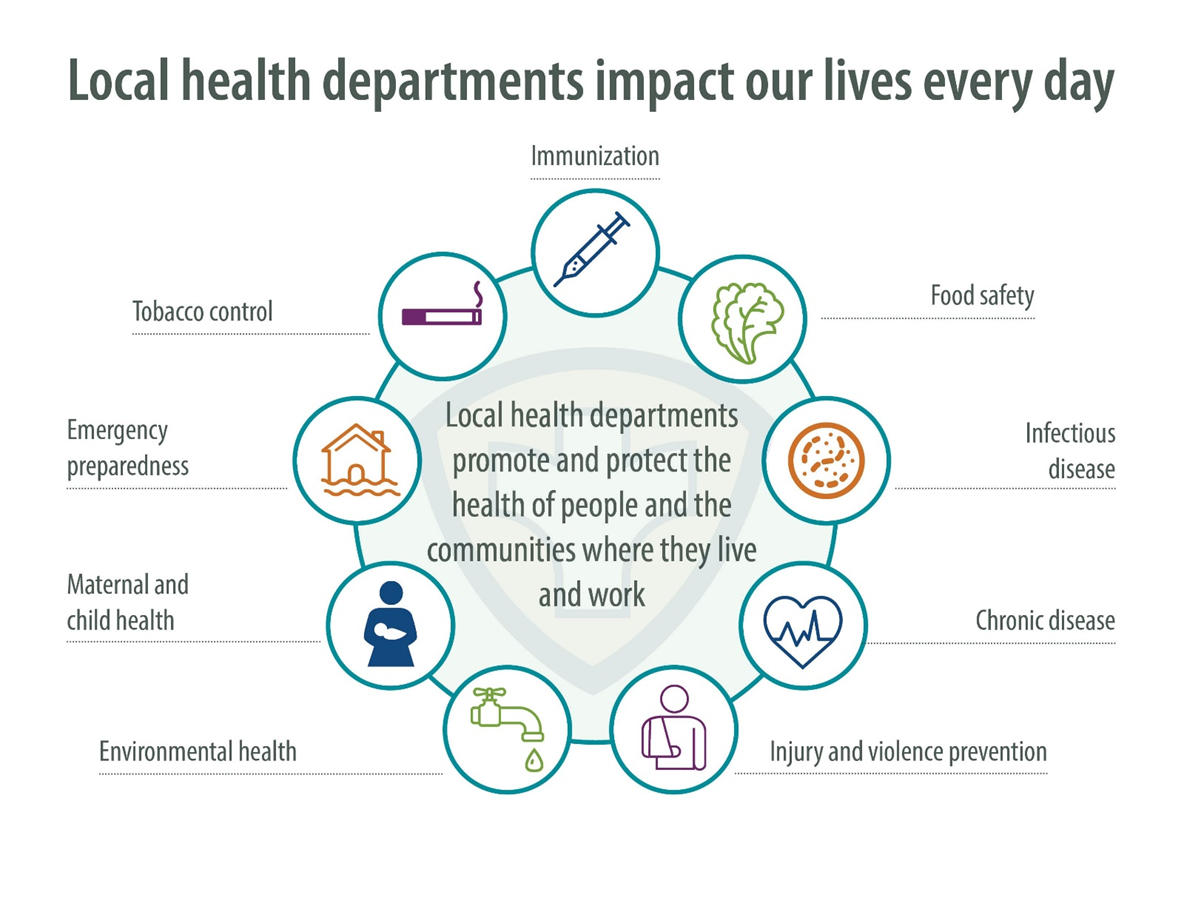 Local health departments impact our lives every day
Immunization
Food safety
Tobacco control
Local health departments
promote and protect the
health of people and the
communities where they live
and work
Emergency
preparedness
Infectious
disease
Maternal and
child health
Chronic disease
Environmental health
Injury and violence prevention